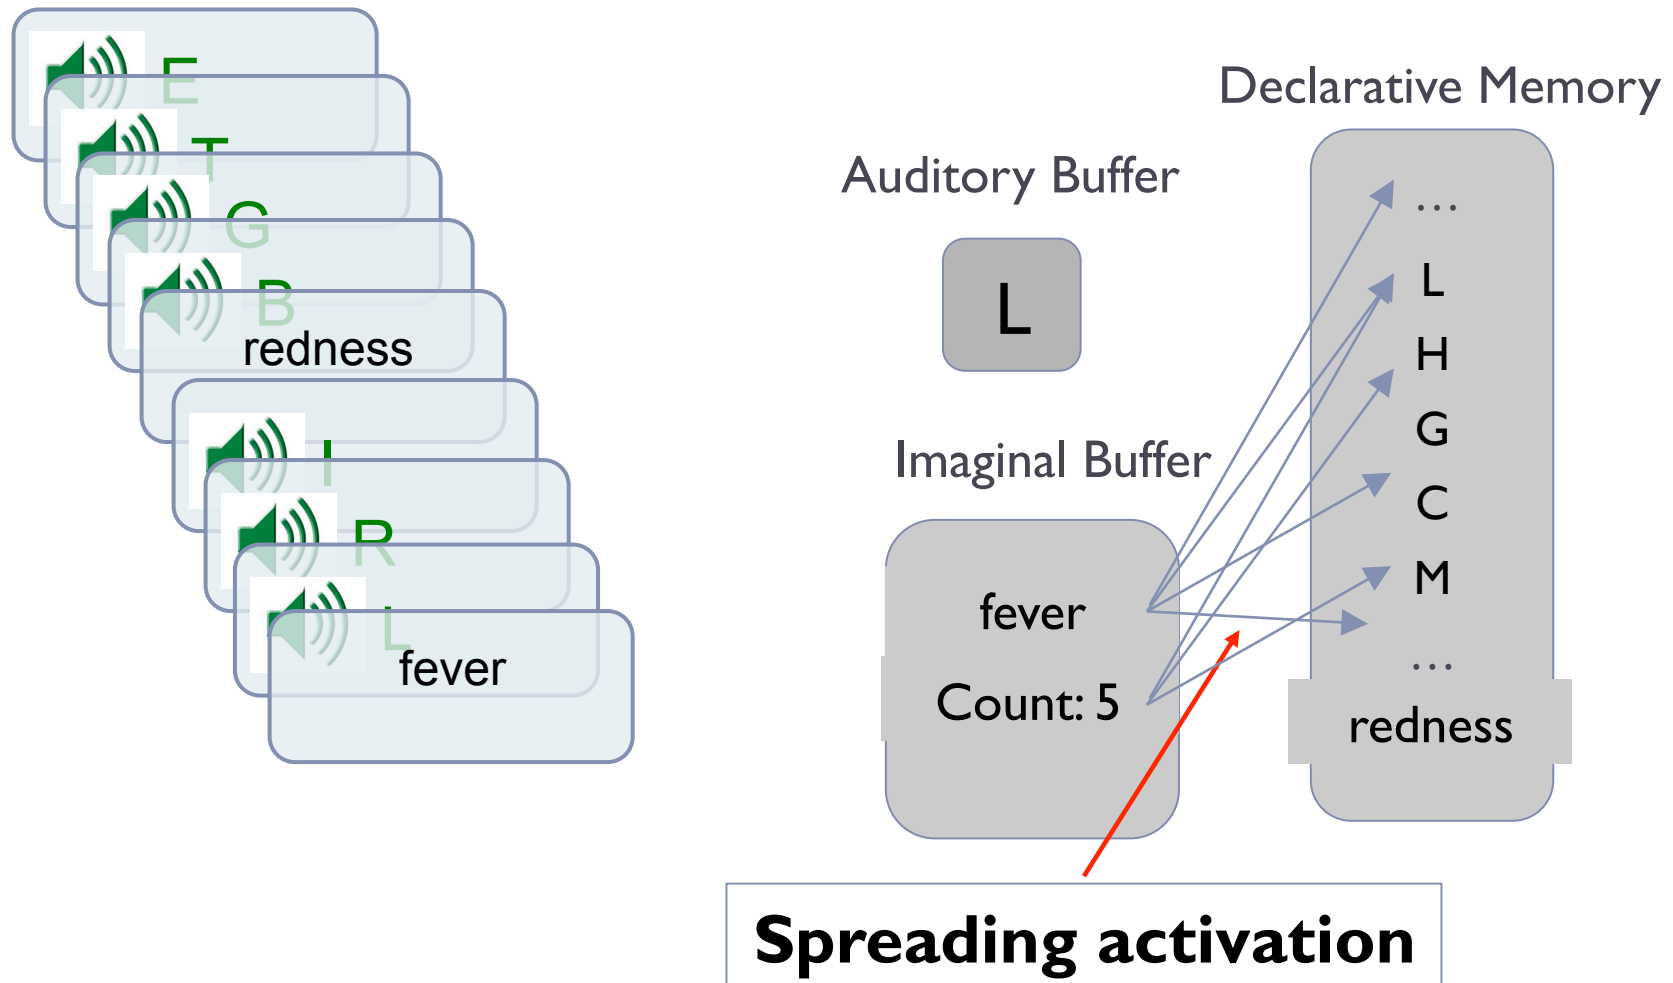 E
T
G
B
redness
I
R
L
fever
Auditory Buffer
L
Imaginal Buffer
fever
Count: 5
Declarative Memory
...
L
H
G
C
M
...
redness
Spreading activation